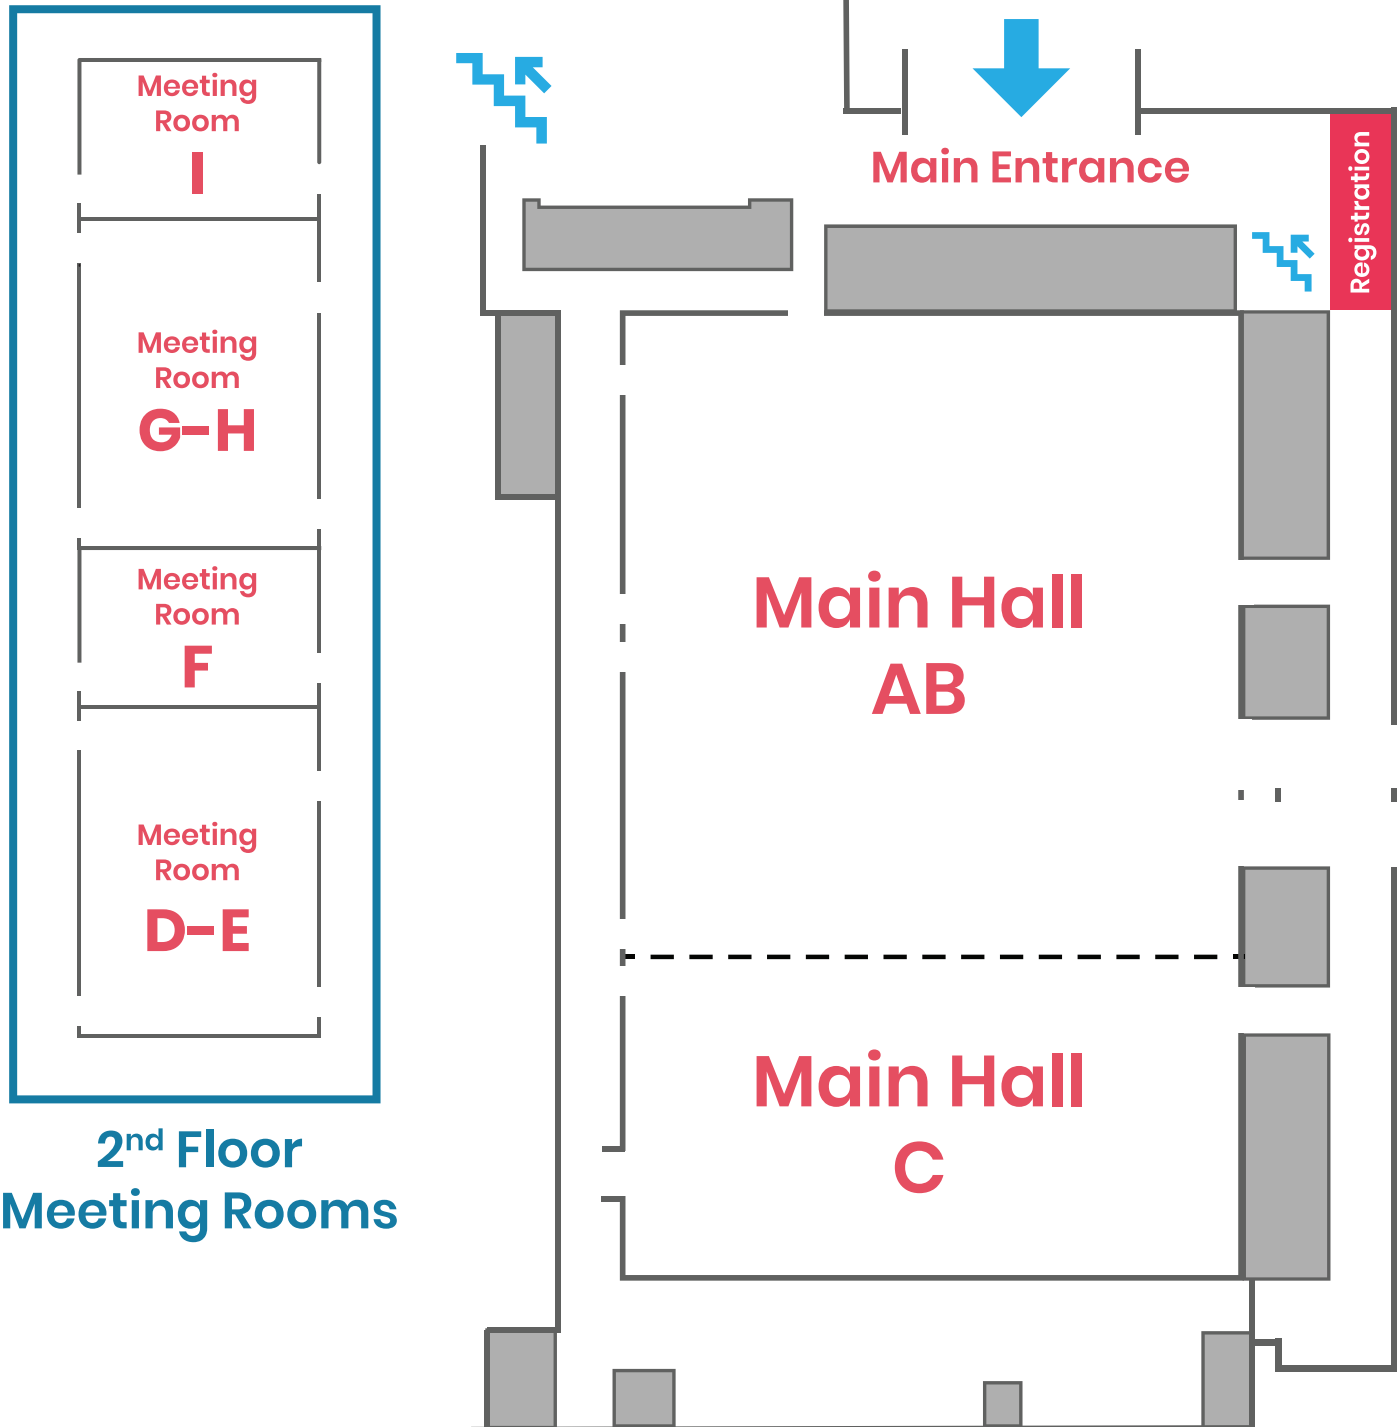 Meeting
Room
I
Meeting
Room
G-H
Meeting
Room
F
Meeting
Room
D-E
2nd Floor
Meeting Rooms
Main Entrance
Registration
Main Hall
AB
Main Hall
C